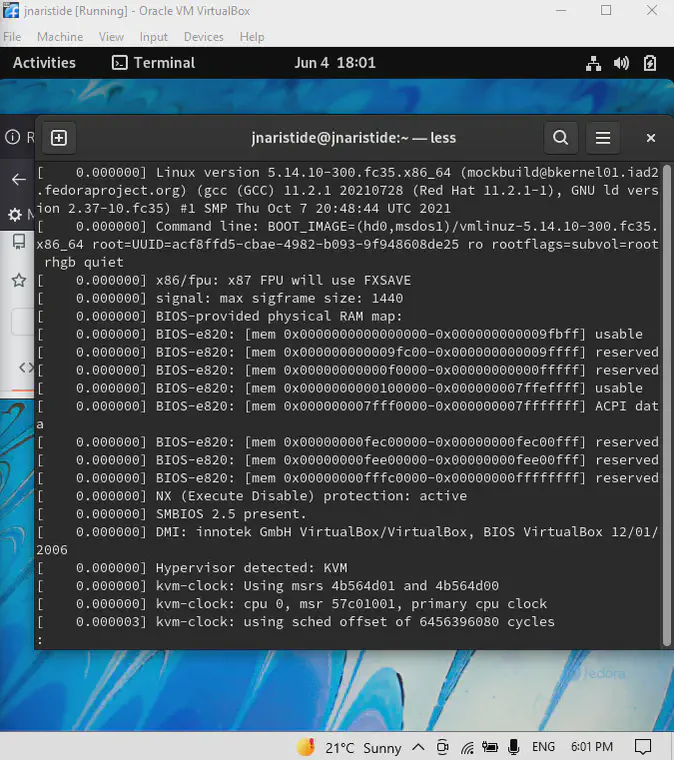 jnaristide [Running] - Oracle VM VirtualBox
File Machine View Input Devices Help
Activities Terminal Jun 4 18:01
jnaristide@jnaristide:~ — less
[    0.000000] Linux version 5.14.10-300.fc35.x86_64 (mockbuild@bkernel01.iad2
.fedoraproject.org) (gcc (GCC) 11.2.1 20210728 (Red Hat 11.2.1-1), GNU ld vers
ion 2.37-10.fc35) #1 SMP Thu Oct 7 20:48:44 UTC 2021
[    0.000000] Command line: BOOT_IMAGE=(hd0,msdos1)/vmlinuz-5.14.10-300.fc35.
x86_64 root=UUID=acf8ffd5-cbae-4982-b093-9f948608de25 ro rootflags=subvol=root
 rhgb quiet
[    0.000000] x86/fpu: x87 FPU will use FXSAVE
[    0.000000] signal: max sigframe size: 1440
[    0.000000] BIOS-provided physical RAM map:
[    0.000000] BIOS-e820: [mem 0x0000000000000000-0x000000000009fbff] usable
[    0.000000] BIOS-e820: [mem 0x000000000009fc00-0x000000000009ffff] reserved
[    0.000000] BIOS-e820: [mem 0x00000000000f0000-0x00000000000fffff] reserved
[    0.000000] BIOS-e820: [mem 0x0000000000100000-0x000000007ffeffff] usable
[    0.000000] BIOS-e820: [mem 0x000000007fff0000-0x000000007fffffff] ACPI dat
a
[    0.000000] BIOS-e820: [mem 0x00000000fec00000-0x00000000fec00fff] reserved
[    0.000000] BIOS-e820: [mem 0x00000000fee00000-0x00000000fee00fff] reserved
[    0.000000] BIOS-e820: [mem 0x00000000fffc0000-0x00000000ffffffff] reserved
[    0.000000] NX (Execute Disable) protection: active
[    0.000000] SMBIOS 2.5 present.
[    0.000000] DMI: innotek GmbH VirtualBox/VirtualBox, BIOS VirtualBox 12/01/
2006
[    0.000000] Hypervisor detected: KVM
[    0.000000] kvm-clock: Using msrs 4b564d01 and 4b564d00
[    0.000000] kvm-clock: cpu 0, msr 57c01001, primary cpu clock
[    0.000003] kvm-clock: using sched offset of 6456396080 cycles
:
fedora
21°C Sunny ENG 6:01 PM